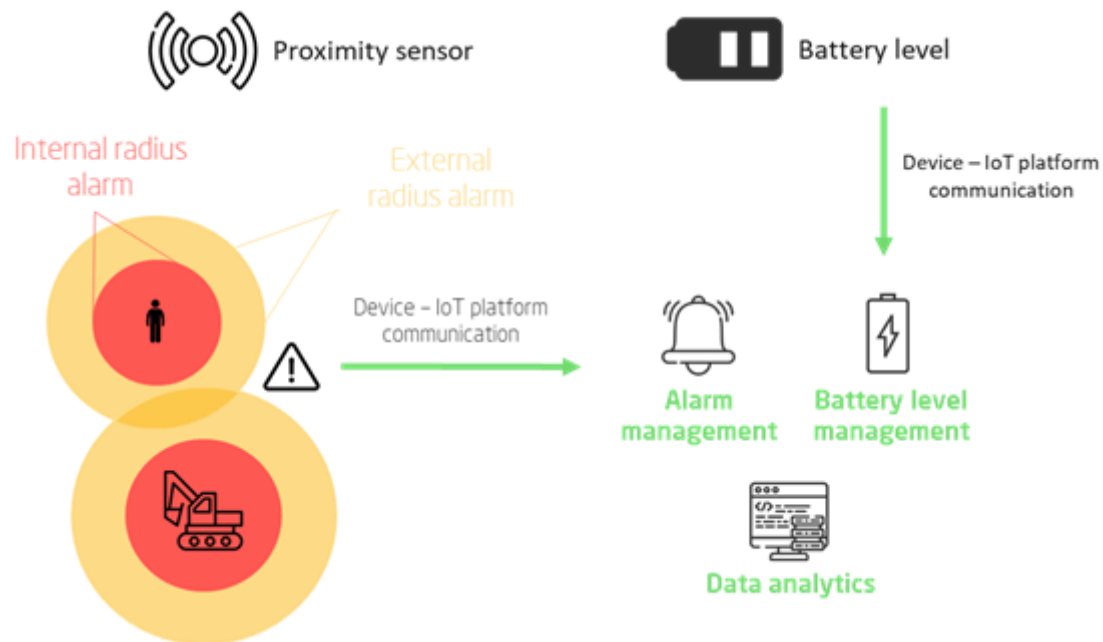 Proximity sensor
Battery level
Internal radius
alarm
External
radius alarm
Device – IoT platform
communication
Device – IoT platform
communication
Alarm
management
Battery level
management
Data analytics